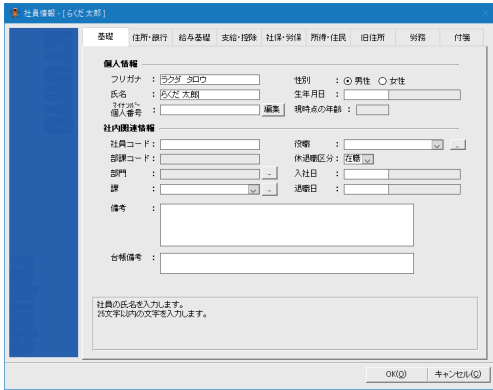 社員情報 - [らくだ太郎]
基礎 住所･銀行 給与基礎 支給･控除 社保･労保 所得･住民 旧住所 労務 付箋
個人情報
フリガナ : ラクダ タロウ 性別 : 男性 女性
氏名 : らくだ 太郎 生年月日 :
マイナンバー
個人番号 : 編集 現時点の年齢 :
社内関連情報
社員コード : 役職 : ...
部課コード : 休退職区分 : 在職
部門 : ... 入社日 :
課 : ... 退職日 :
備考 :
台帳備考 :
社員の氏名を入力します。
25文字以内の文字を入力します。
OK(O) キャンセル(C)